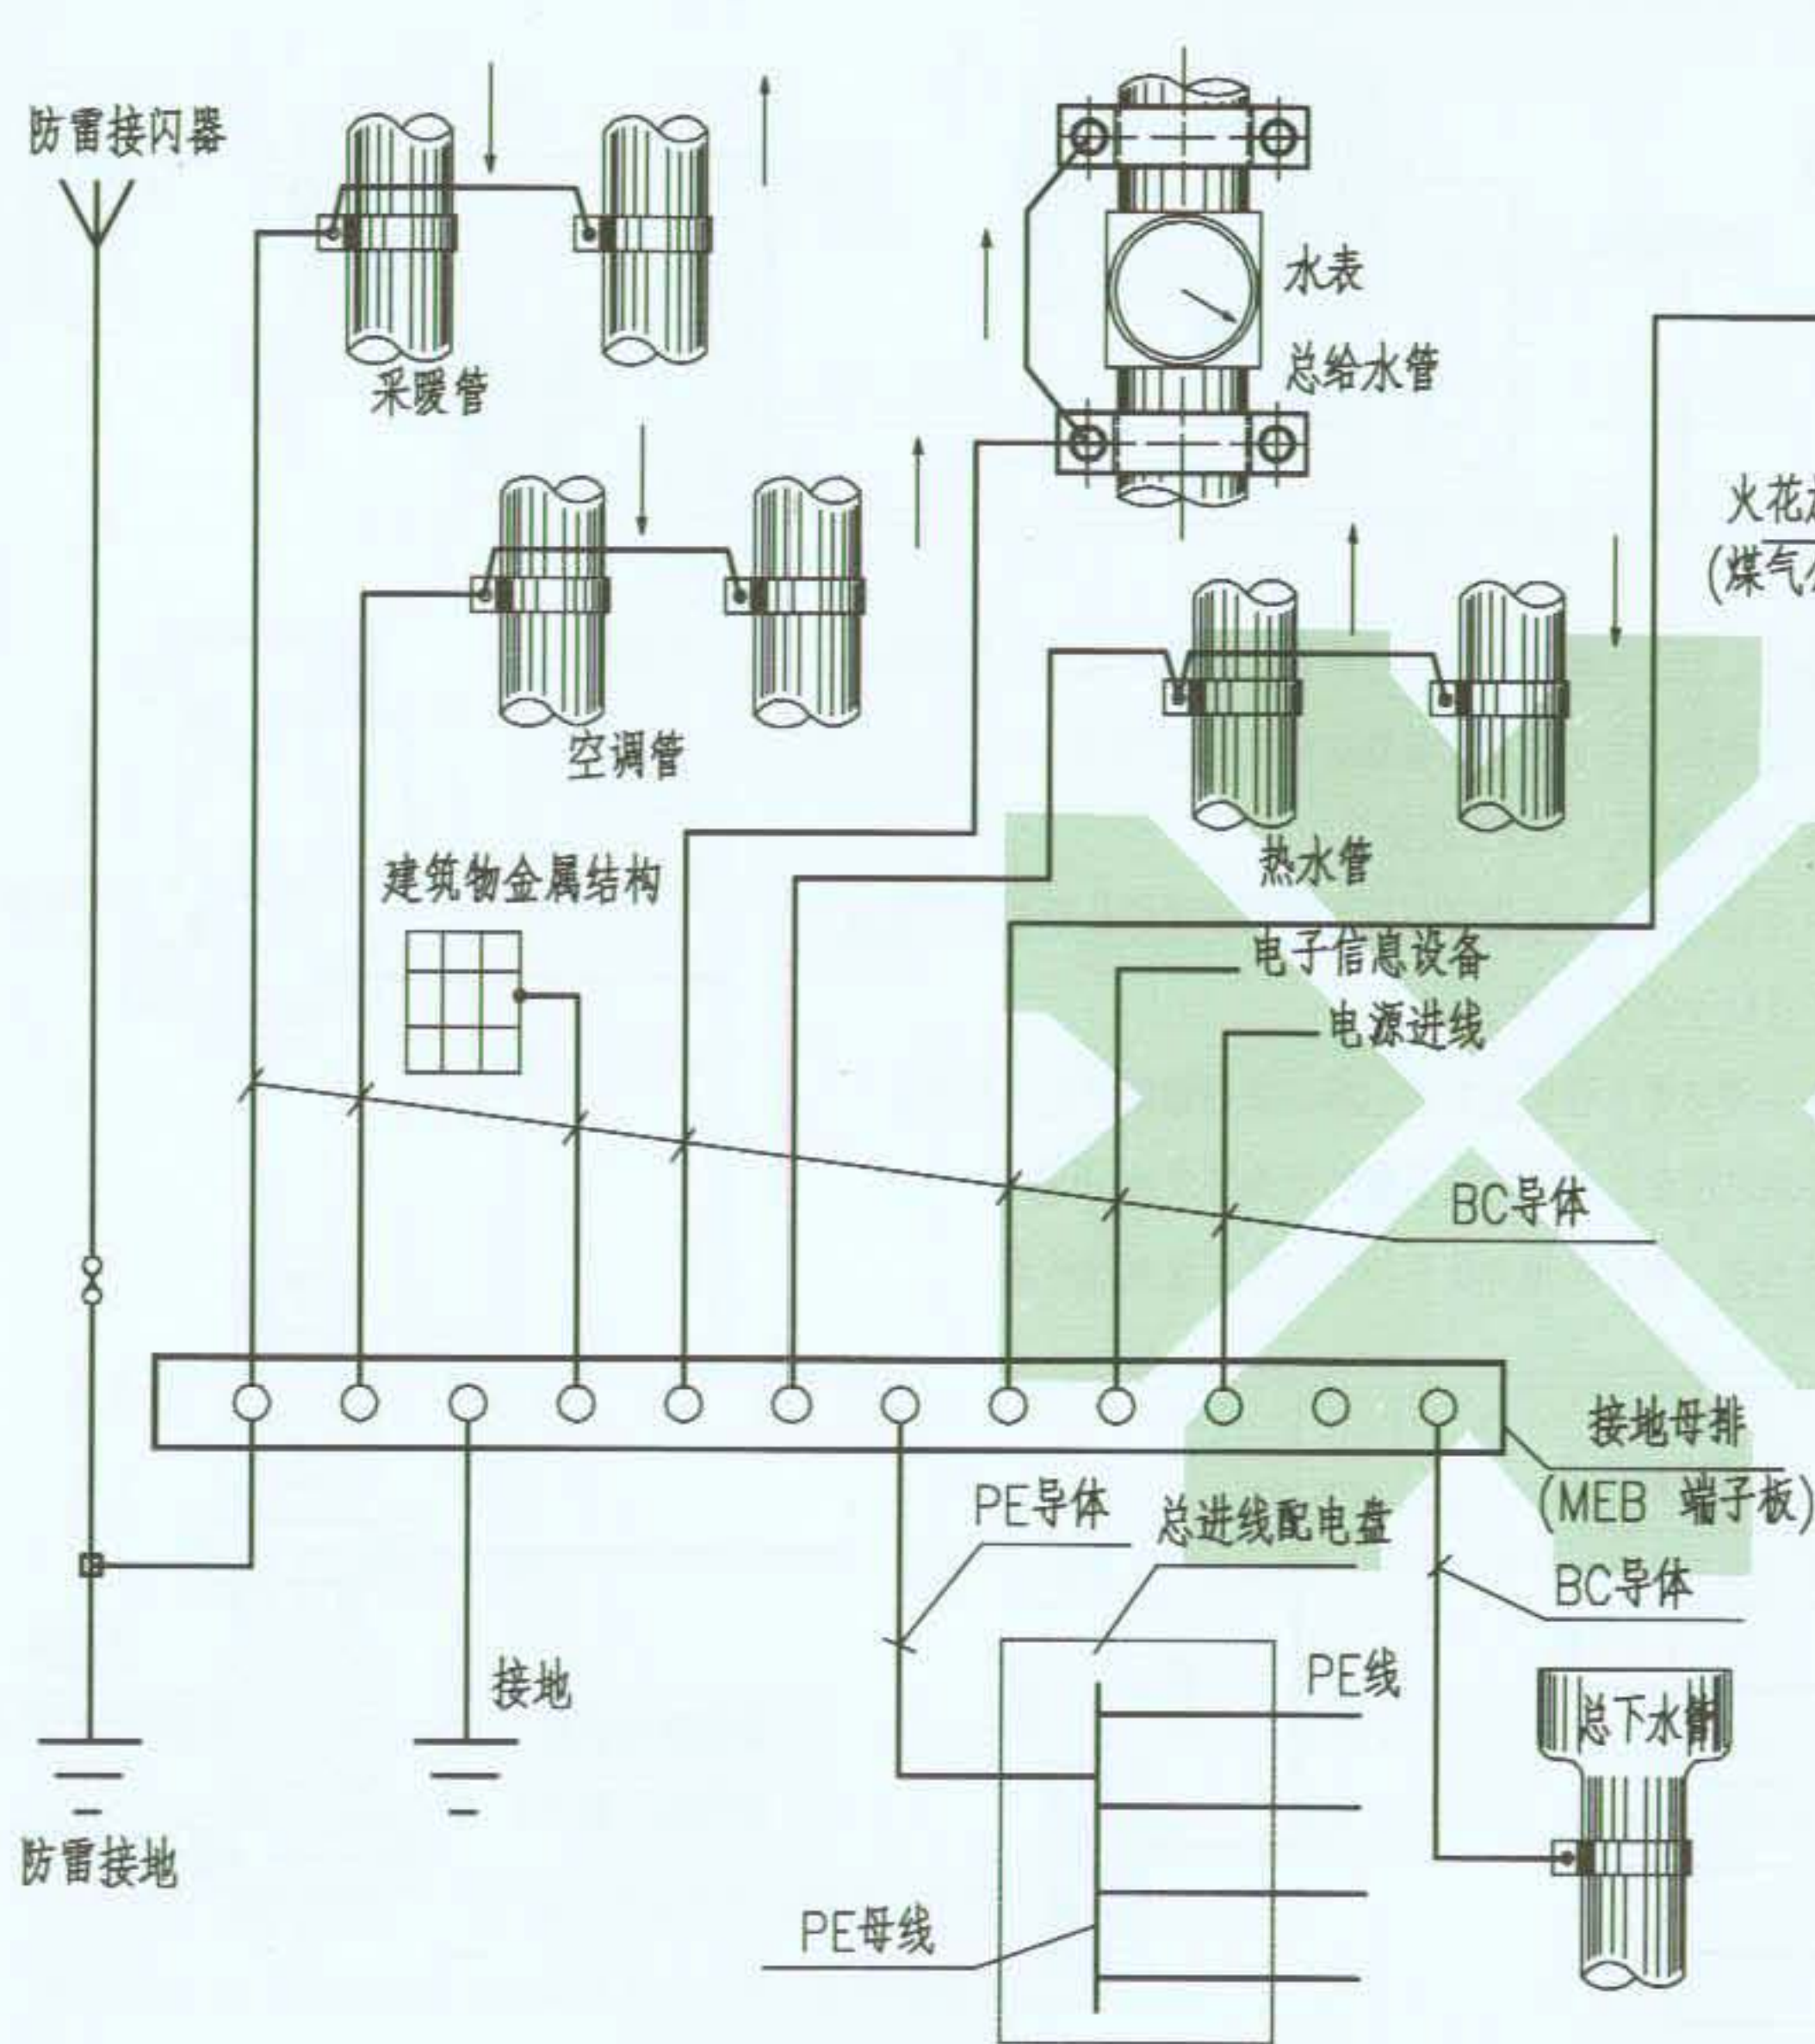 防雷接闪器
采暖管
水表
总给水管
火花
(煤气
空调管
热水管
建筑物金属结构
电子信息设备
电源进线
BC导体
接地母排
(MEB 端子板)
PE导体
总进线配电盘
BC导体
接地
PE线
总下水管
防雷接地
PE母线